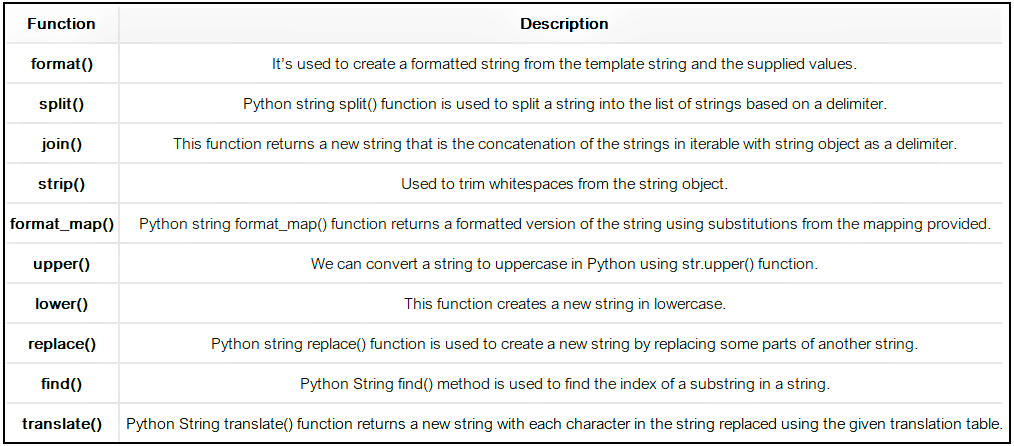 Function Description
format() It's used to create a formatted string from the template string and the supplied values.
split() Python string split() function is used to split a string into the list of strings based on a delimiter.
join() This function returns a new string that is the concatenation of the strings in iterable with string object as a delimiter.
strip() Used to trim whitespaces from the string object.
format_map() Python string format_map() function returns a formatted version of the string using substitutions from the mapping provided.
upper() We can convert a string to uppercase in Python using str.upper() function.
lower() This function creates a new string in lowercase.
replace() Python string replace() function is used to create a new string by replacing some parts of another string.
find() Python String find() method is used to find the index of a substring in a string.
translate() Python String translate() function returns a new string with each character in the string replaced using the given translation table.